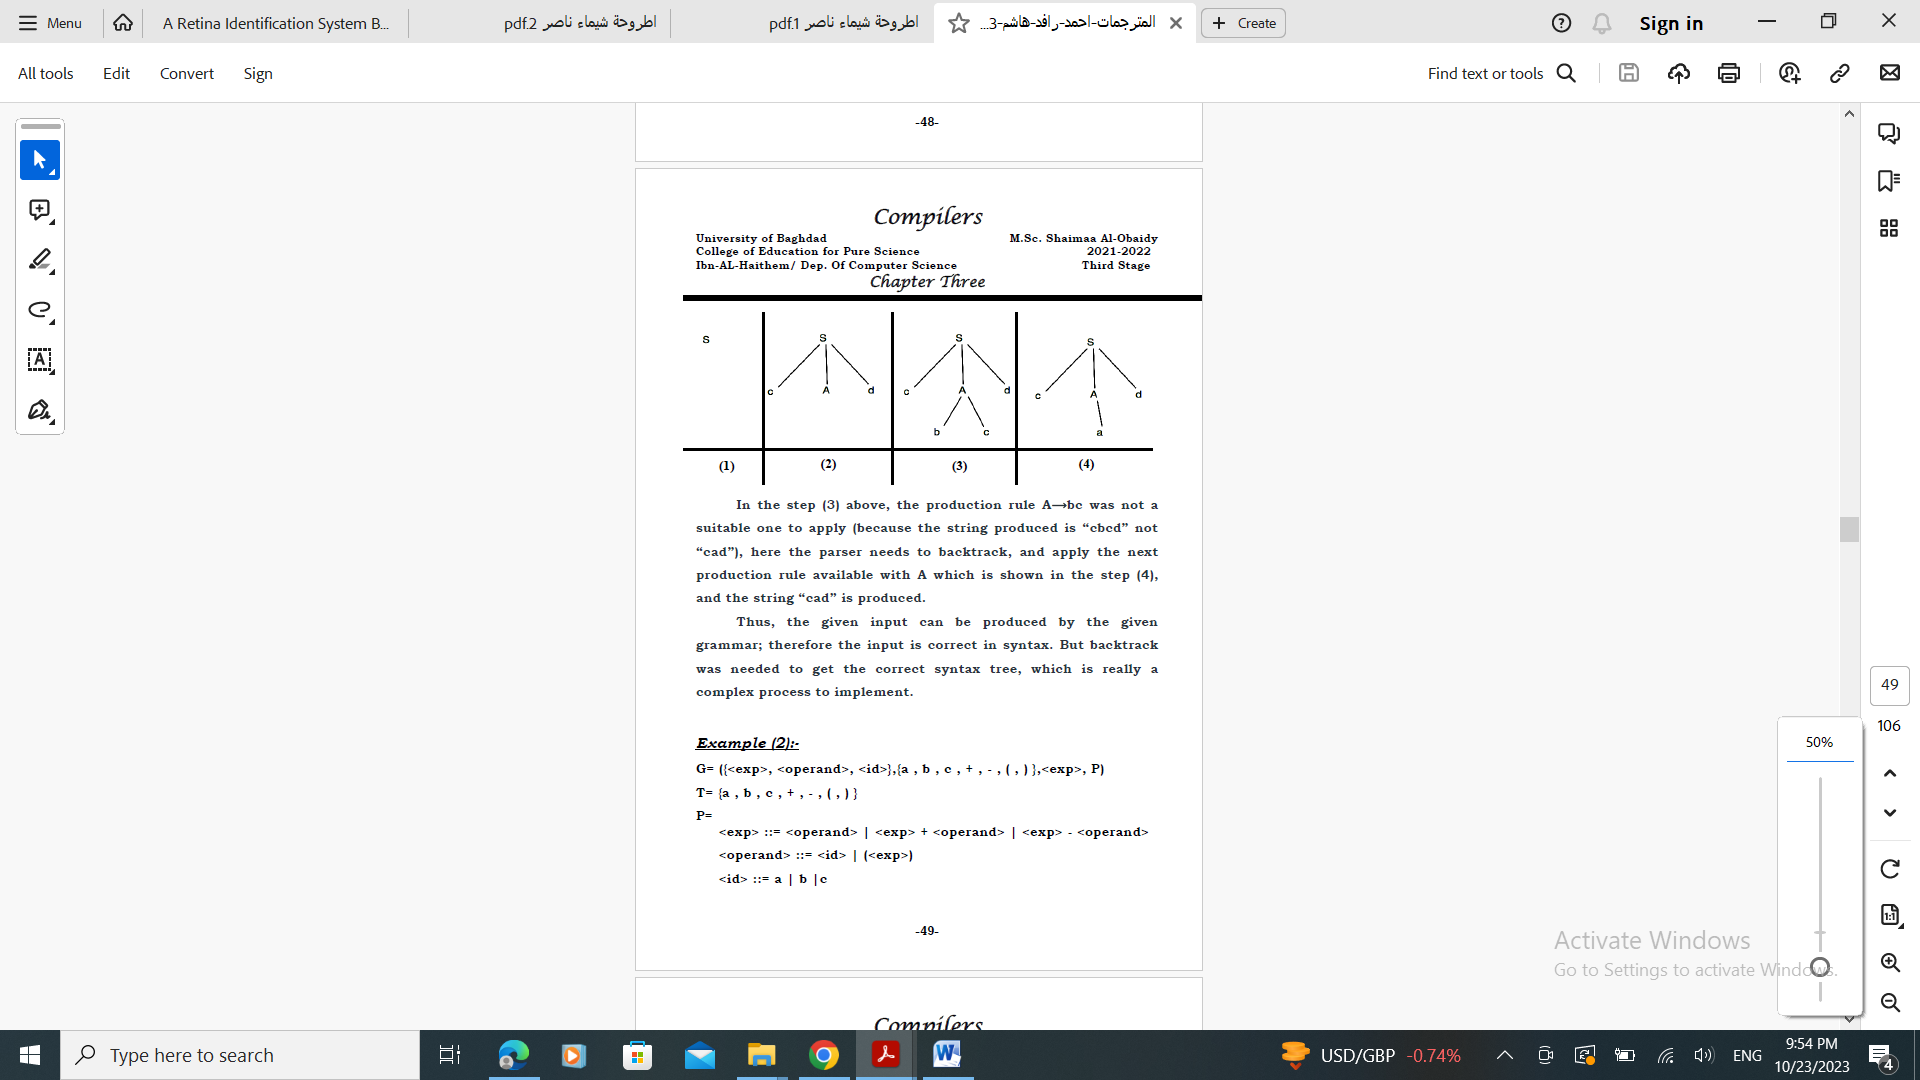 Menu
A Retina Identification System B...
اطروحة شيماء ناصر 2.pdf
اطروحة شيماء ناصر 1.pdf
المترجمات-احمد-رافد-هاشم-3...
Create
Sign in
All tools
Edit
Convert
Sign
Find text or tools
-48-
Compilers
University of Baghdad
M.Sc. Shaimaa Al-Obaidy
College of Education for Pure Science
2021-2022
Ibn-AL-Haithem/ Dep. Of Computer Science
Third Stage
Chapter Three
S
S
S
S
c A d
c A d
c A d
b c
a
(1)
(2)
(3)
(4)
In the step (3) above, the production rule A→bc was not a
suitable one to apply (because the string produced is “cbcd” not
“cad”), here the parser needs to backtrack, and apply the next
production rule available with A which is shown in the step (4),
and the string “cad” is produced.
Thus, the given input can be produced by the given
grammar; therefore the input is correct in syntax. But backtrack
was needed to get the correct syntax tree, which is really a
complex process to implement.
Example (2):-
G= ({<exp>, <operand>, <id>},{a , b , c , + , - , ( , ) },<exp>, P)
T= {a , b , c , + , - , ( , ) }
P=
<exp> ::= <operand> | <exp> + <operand> | <exp> - <operand>
<operand> ::= <id> | (<exp>)
<id> ::= a | b |c
-49-
Compilers
49
106
50%
1:1
Activate Windows
Go to Settings to activate Windows.
Type here to search
USD/GBP -0.74%
ENG
9:54 PM
10/23/2023
4